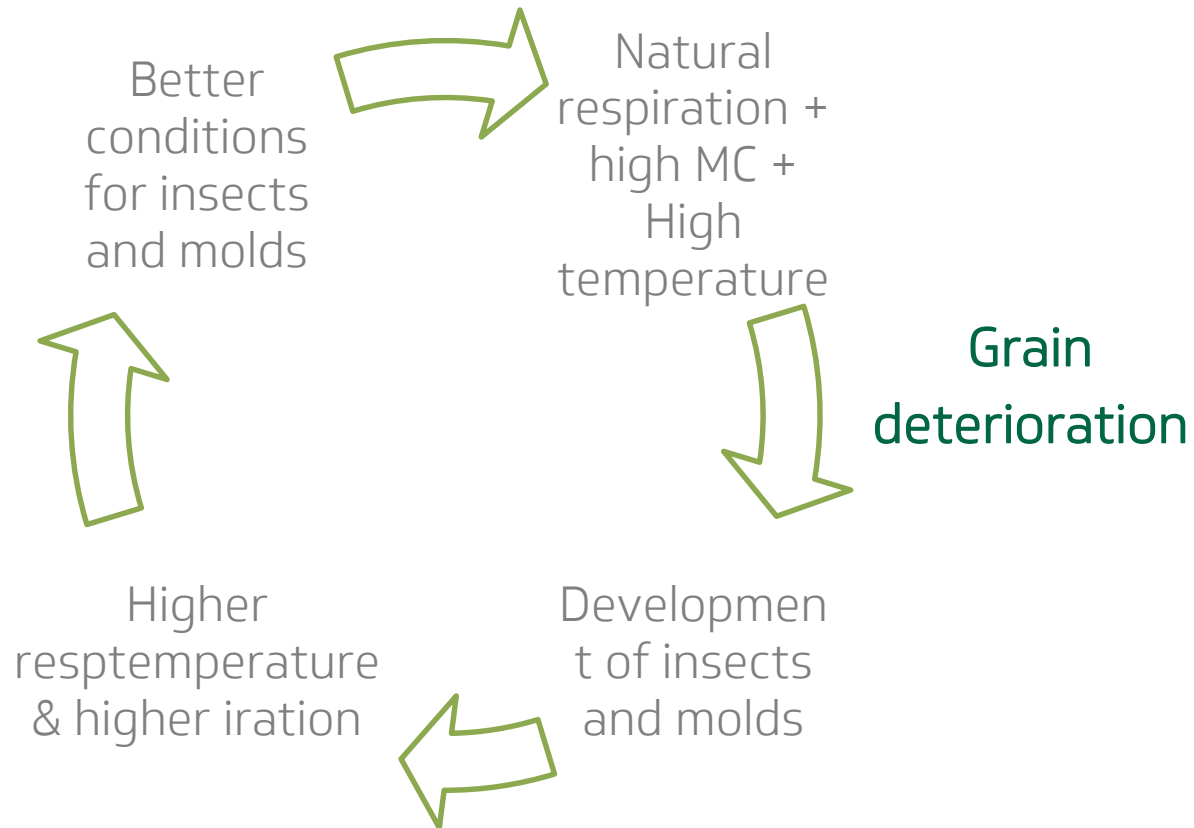 Better
conditions
for insects
and molds
Natural
respiration +
high MC +
High
temperature
Grain
deterioration
Developmen
t of insects
and molds
Higher
resptemperature
& higher iration